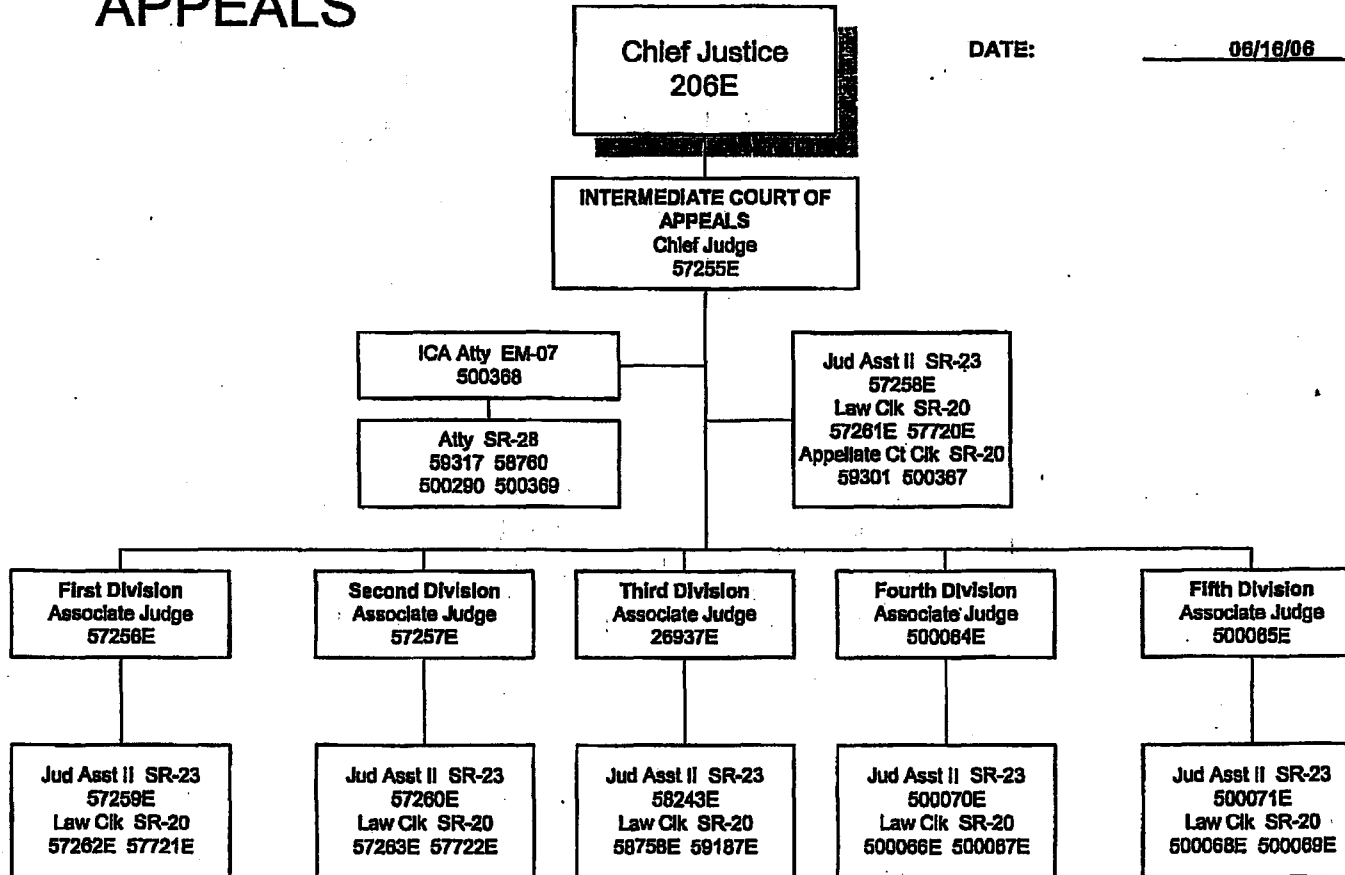 APPEALS
Chief Justice
206E
DATE: 06/16/06
INTERMEDIATE COURT OF
APPEALS
Chief Judge
57255E
ICA Atty EM-07
500368
Atty SR-28
59317 58760
500290 500369
Jud Asst II SR-23
57258E
Law Clk SR-20
57261E 57720E
Appellate Ct Clk SR-20
59301 500367
First Division
Associate Judge
57256E
Second Division
Associate Judge
57257E
Third Division
Associate Judge
26937E
Fourth Division
Associate Judge
500064E
Fifth Division
Associate Judge
500065E
Jud Asst II SR-23
57259E
Law Clk SR-20
57262E 57721E
Jud Asst II SR-23
57260E
Law Clk SR-20
57263E 57722E
Jud Asst II SR-23
58243E
Law Clk SR-20
58758E 59187E
Jud Asst II SR-23
500070E
Law Clk SR-20
500066E 500067E
Jud Asst II SR-23
500071E
Law Clk SR-20
500068E 500069E